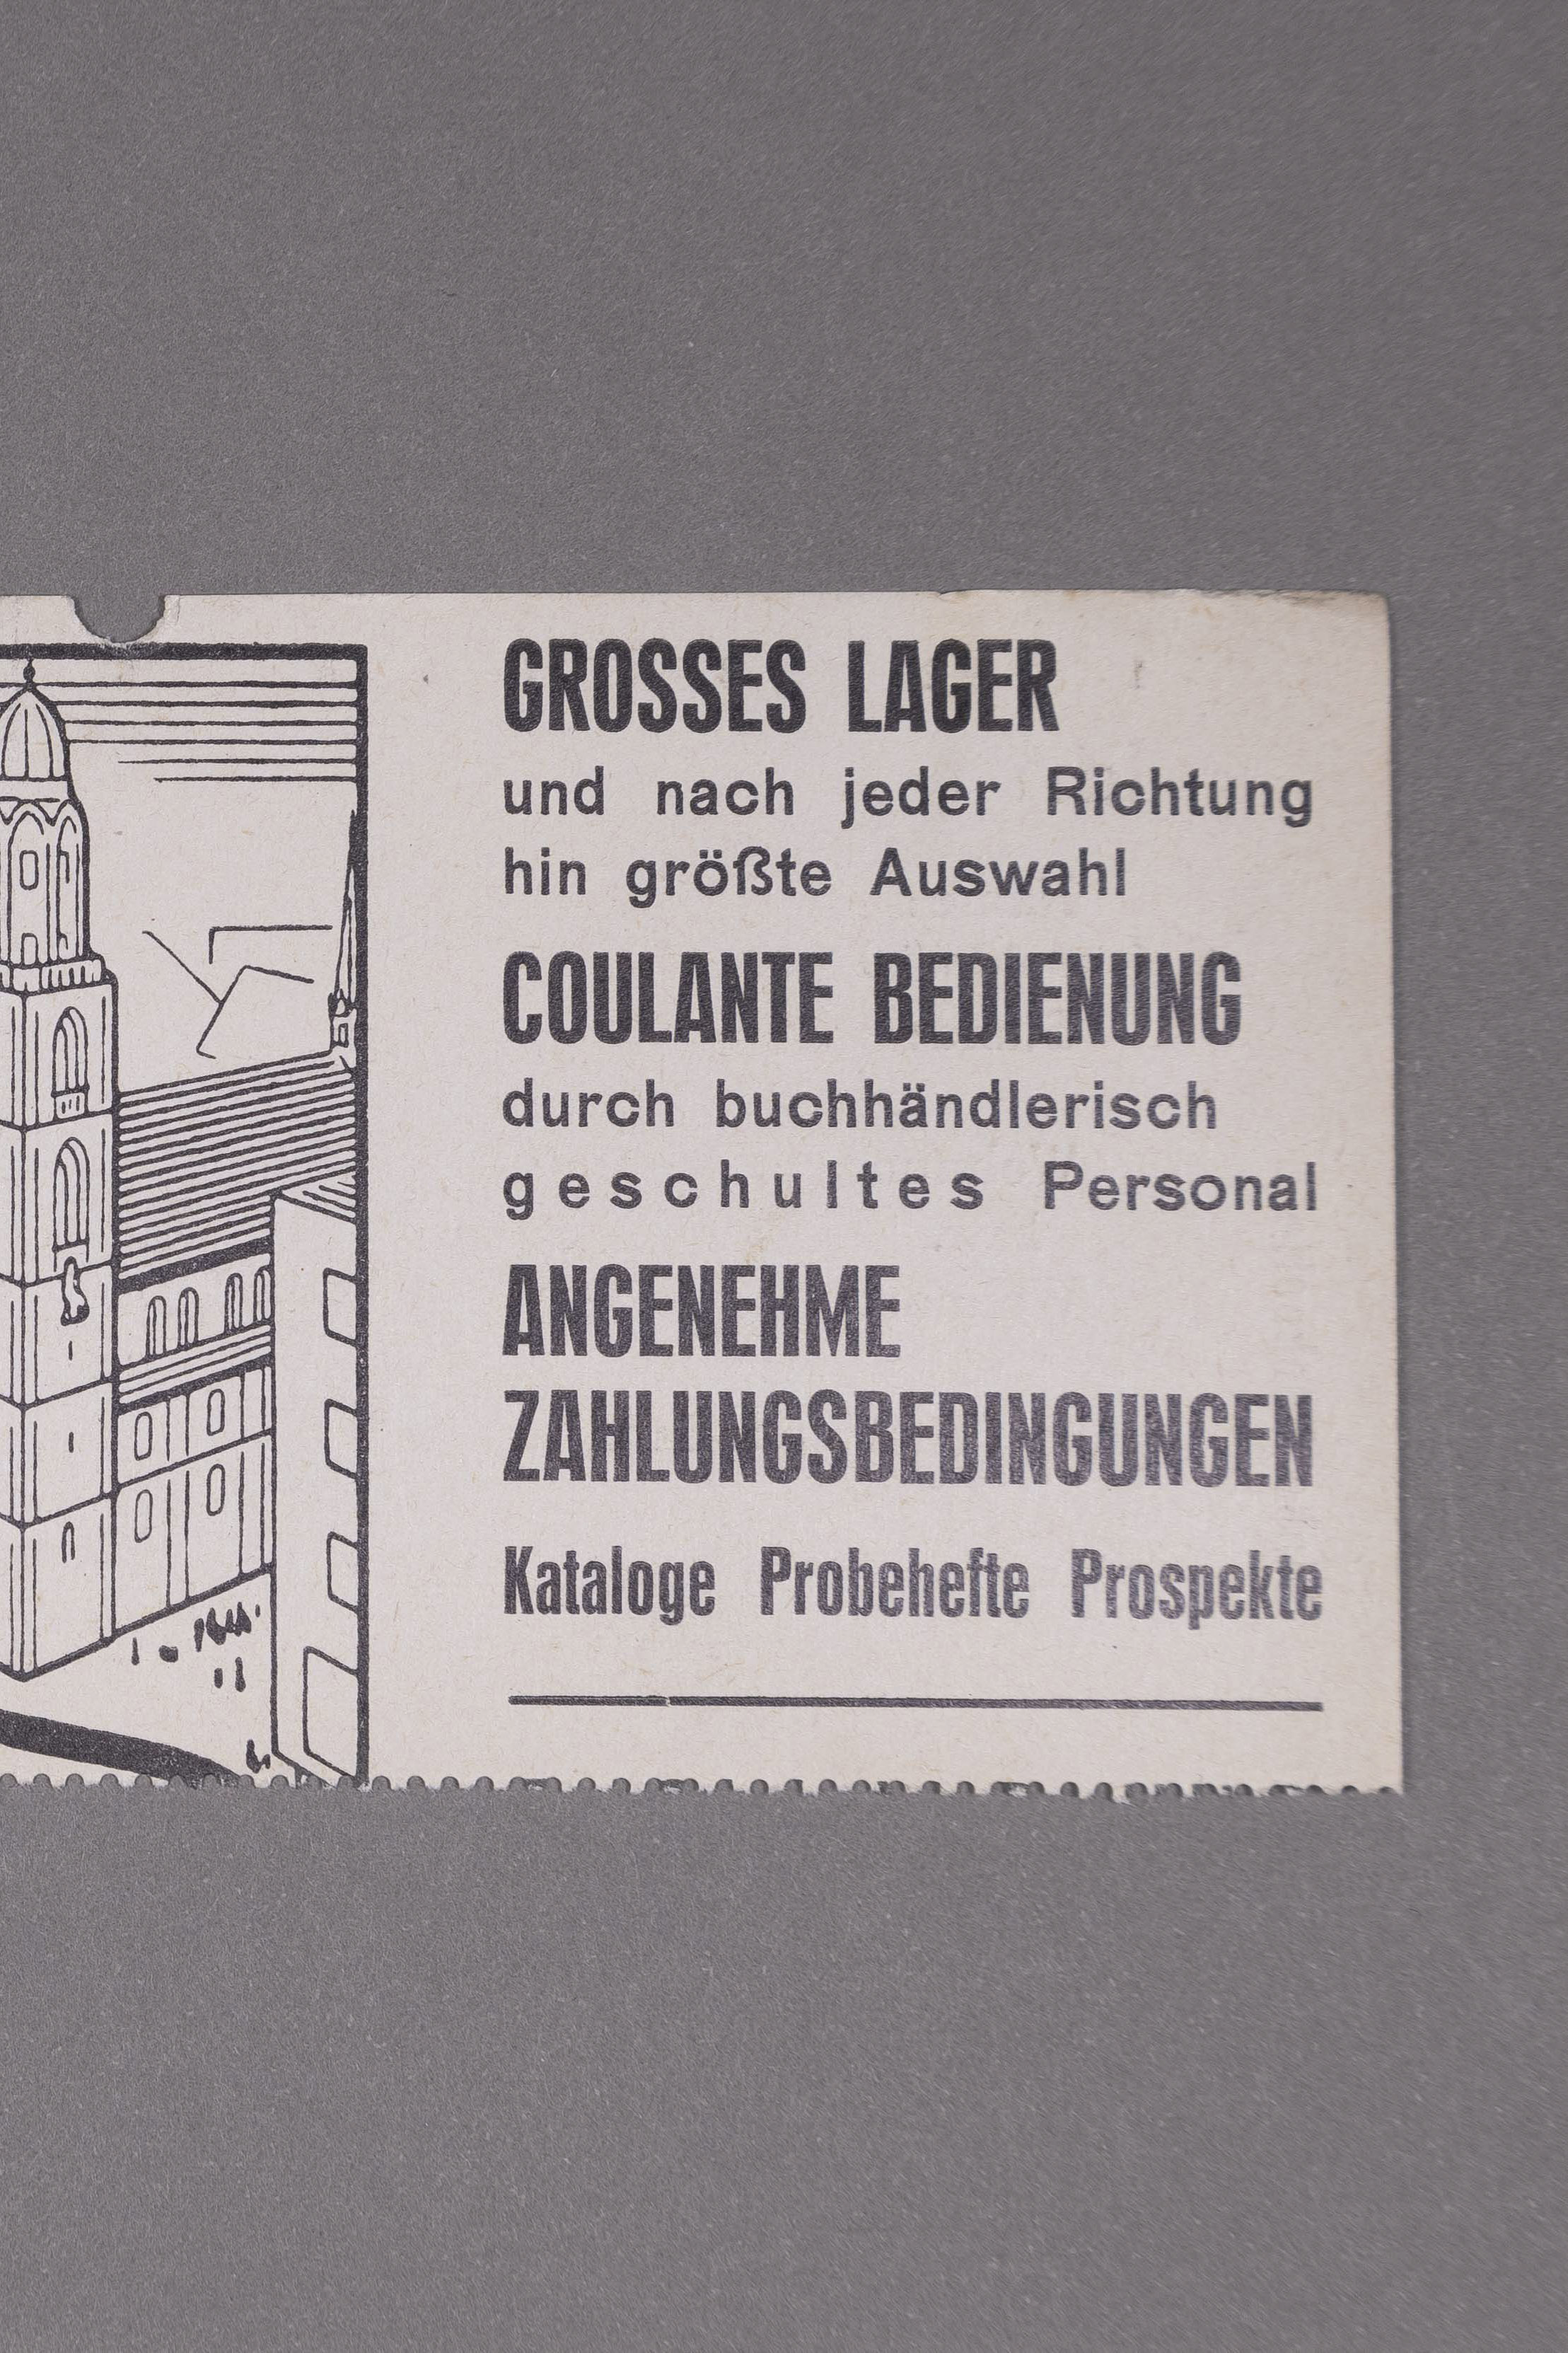 GROSSES LAGER
und nach jeder Richtung
hin größte Auswahl
COULANTE BEDIENUNG
durch buchhändlerisch
geschultes Personal
ANGENEHME
ZAHLUNGSBEDINGUNGEN
Kataloge Probehefte Prospekte